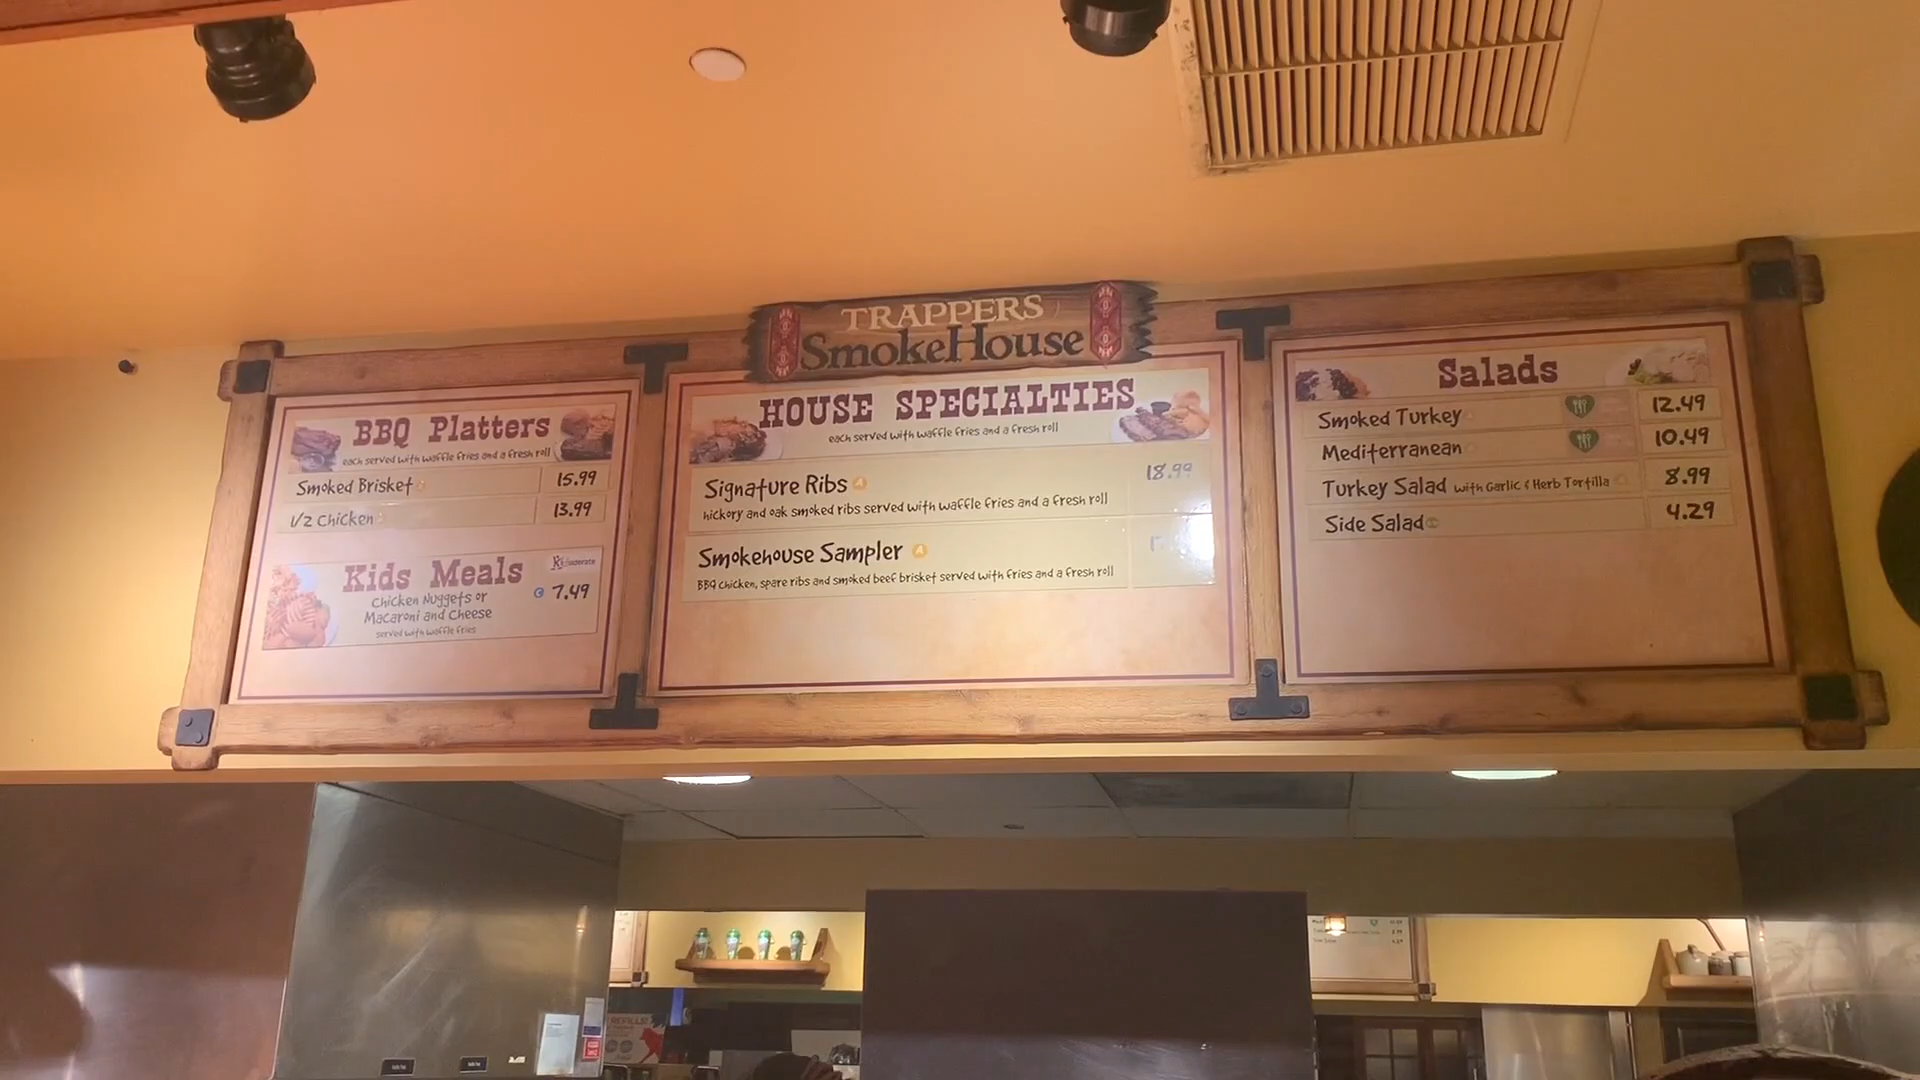 TRAPPERS
SmokeHouse
BBQ Platters
each served with waffle fries and a fresh roll
Smoked Brisket 15.99
1/2 Chicken 13.99
Kids Meals
Chicken Nuggets or
Macaroni and Cheese
served with waffle fries
C 7.49
HOUSE SPECIALTIES
each served with waffle fries and a fresh roll
Signature Ribs A 18.99
hickory and oak smoked ribs served with waffle fries and a fresh roll
Smokehouse Sampler A
BBQ chicken, spare ribs and smoked beef brisket served with fries and a fresh roll
Salads
Smoked Turkey 12.49
Mediterranean 10.49
Turkey Salad with Garlic & Herb Tortilla 8.99
Side Salad 4.29
REFILLS!